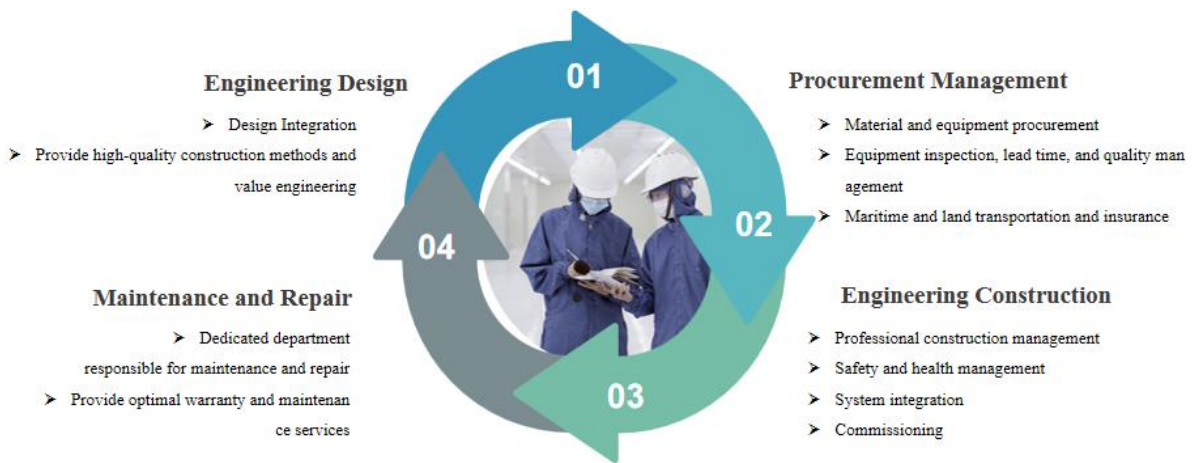 01
Engineering Design
➢ Design Integration
➢ Provide high-quality construction methods and
value engineering
02
Procurement Management
➢ Material and equipment procurement
➢ Equipment inspection, lead time, and quality man
agement
➢ Maritime and land transportation and insurance
03
Engineering Construction
➢ Professional construction management
➢ Safety and health management
➢ System integration
➢ Commissioning
04
Maintenance and Repair
➢ Dedicated department
responsible for maintenance and repair
➢ Provide optimal warranty and maintenan
ce services